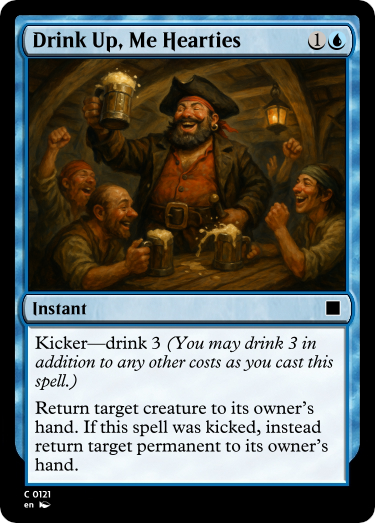 Drink Up, Me Hearties 1
Instant
Kicker—drink 3 (You may drink 3 in
addition to any other costs as you cast this
spell.)
Return target creature to its owner's
hand. If this spell was kicked, instead
return target permanent to its owner's
hand.
C 0121
en